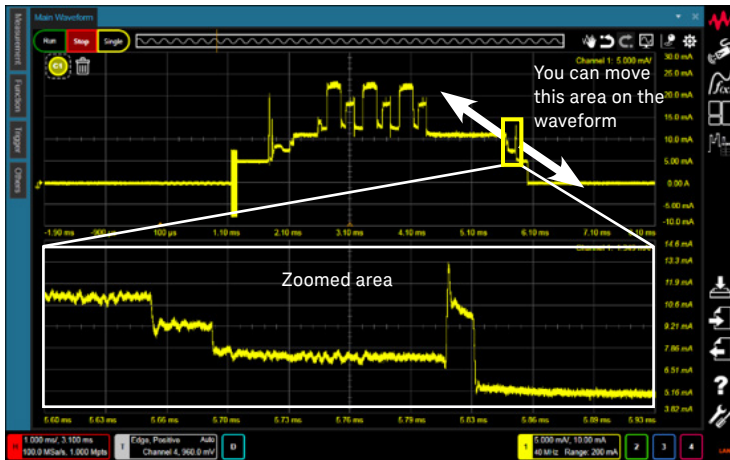 Main Waveform
Measurement
Function
Trigger
Others
Run Stop Single
C1
Channel 1: 5.000 mA/
30.0 mA
25.0 mA
20.0 mA
15.0 mA
10.0 mA
5.00 mA
0.00 A
-5.00 mA
-10.0 mA
You can move
this area on the
waveform
-1.90 ms -900 µs 100 µs 1.10 ms 2.10 ms 3.10 ms 4.10 ms 5.10 ms 6.10 ms 7.10 ms 8.10 ms
Zoomed area
14.6 mA
13.3 mA
11.9 mA
10.6 mA
9.21 mA
7.86 mA
6.51 mA
5.16 mA
3.82 mA
5.60 ms 5.63 ms 5.66 ms 5.70 ms 5.73 ms 5.76 ms 5.79 ms 5.83 ms 5.86 ms 5.89 ms 5.93 ms
H 1.000 ms/, 3.100 ms
100.0 MSa/s, 1.000 Mpts
T Edge, Positive Auto
Channel 4, 960.0 mV
D
1 5.000 mA/, 10.00 mA
40 MHz Range: 200 mA
2 3 4
LAN